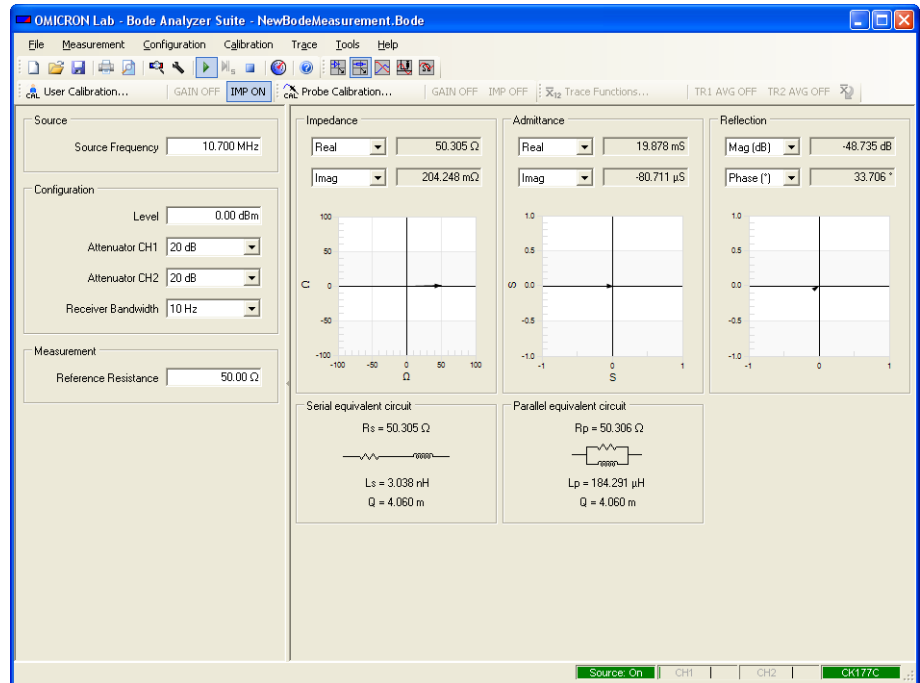 OMICRON Lab - Bode Analyzer Suite - NewBodeMeasurement.Bode
File Measurement Configuration Calibration Trace Tools Help
CAL User Calibration... GAIN OFF IMP ON CAL Probe Calibration... GAIN OFF IMP OFF X12 Trace Functions... TR1 AVG OFF TR2 AVG OFF
Source
Source Frequency 10.700 MHz
Configuration
Level 0.00 dBm
Attenuator CH1 20 dB
Attenuator CH2 20 dB
Receiver Bandwidth 10 Hz
Measurement
Reference Resistance 50.00 Ω
Impedance
Real 50.305 Ω
Imag 204.248 mΩ
100
50
0
-50
-100
Ω
-100 -50 0 50 100
Ω
Admittance
Real 19.878 mS
Imag -80.711 µS
1.0
0.5
0.0
-0.5
-1.0
S
-1 0 1
S
Reflection
Mag (dB) -48.735 dB
Phase (°) 33.706 °
1.0
0.5
0.0
-0.5
-1.0
-1 0 1
Serial equivalent circuit
Rs = 50.305 Ω
Ls = 3.038 nH
Q = 4.060 m
Parallel equivalent circuit
Rp = 50.306 Ω
Lp = 184.291 µH
Q = 4.060 m
Source: On CH1 CH2 CK177C